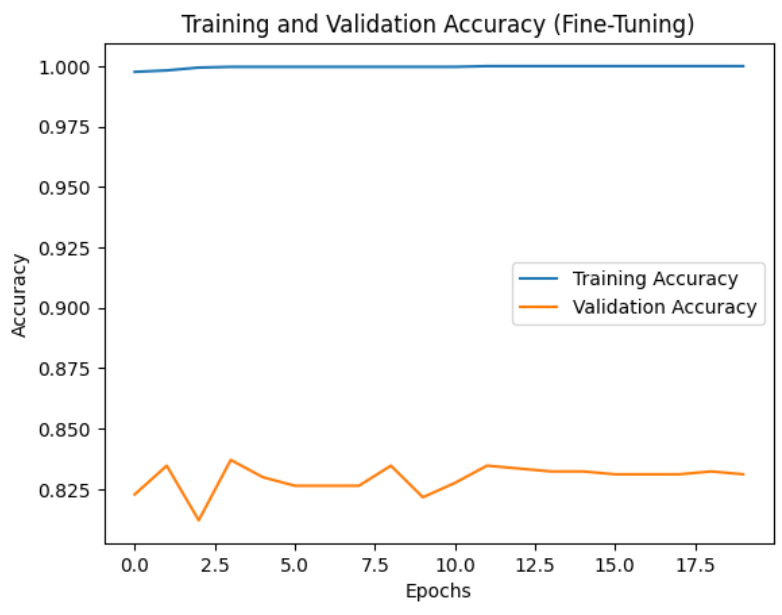 Training and Validation Accuracy (Fine-Tuning)
1.000
0.975
0.950
0.925
0.900
0.875
0.850
0.825
Accuracy
Training Accuracy
Validation Accuracy
0.0 2.5 5.0 7.5 10.0 12.5 15.0 17.5
Epochs